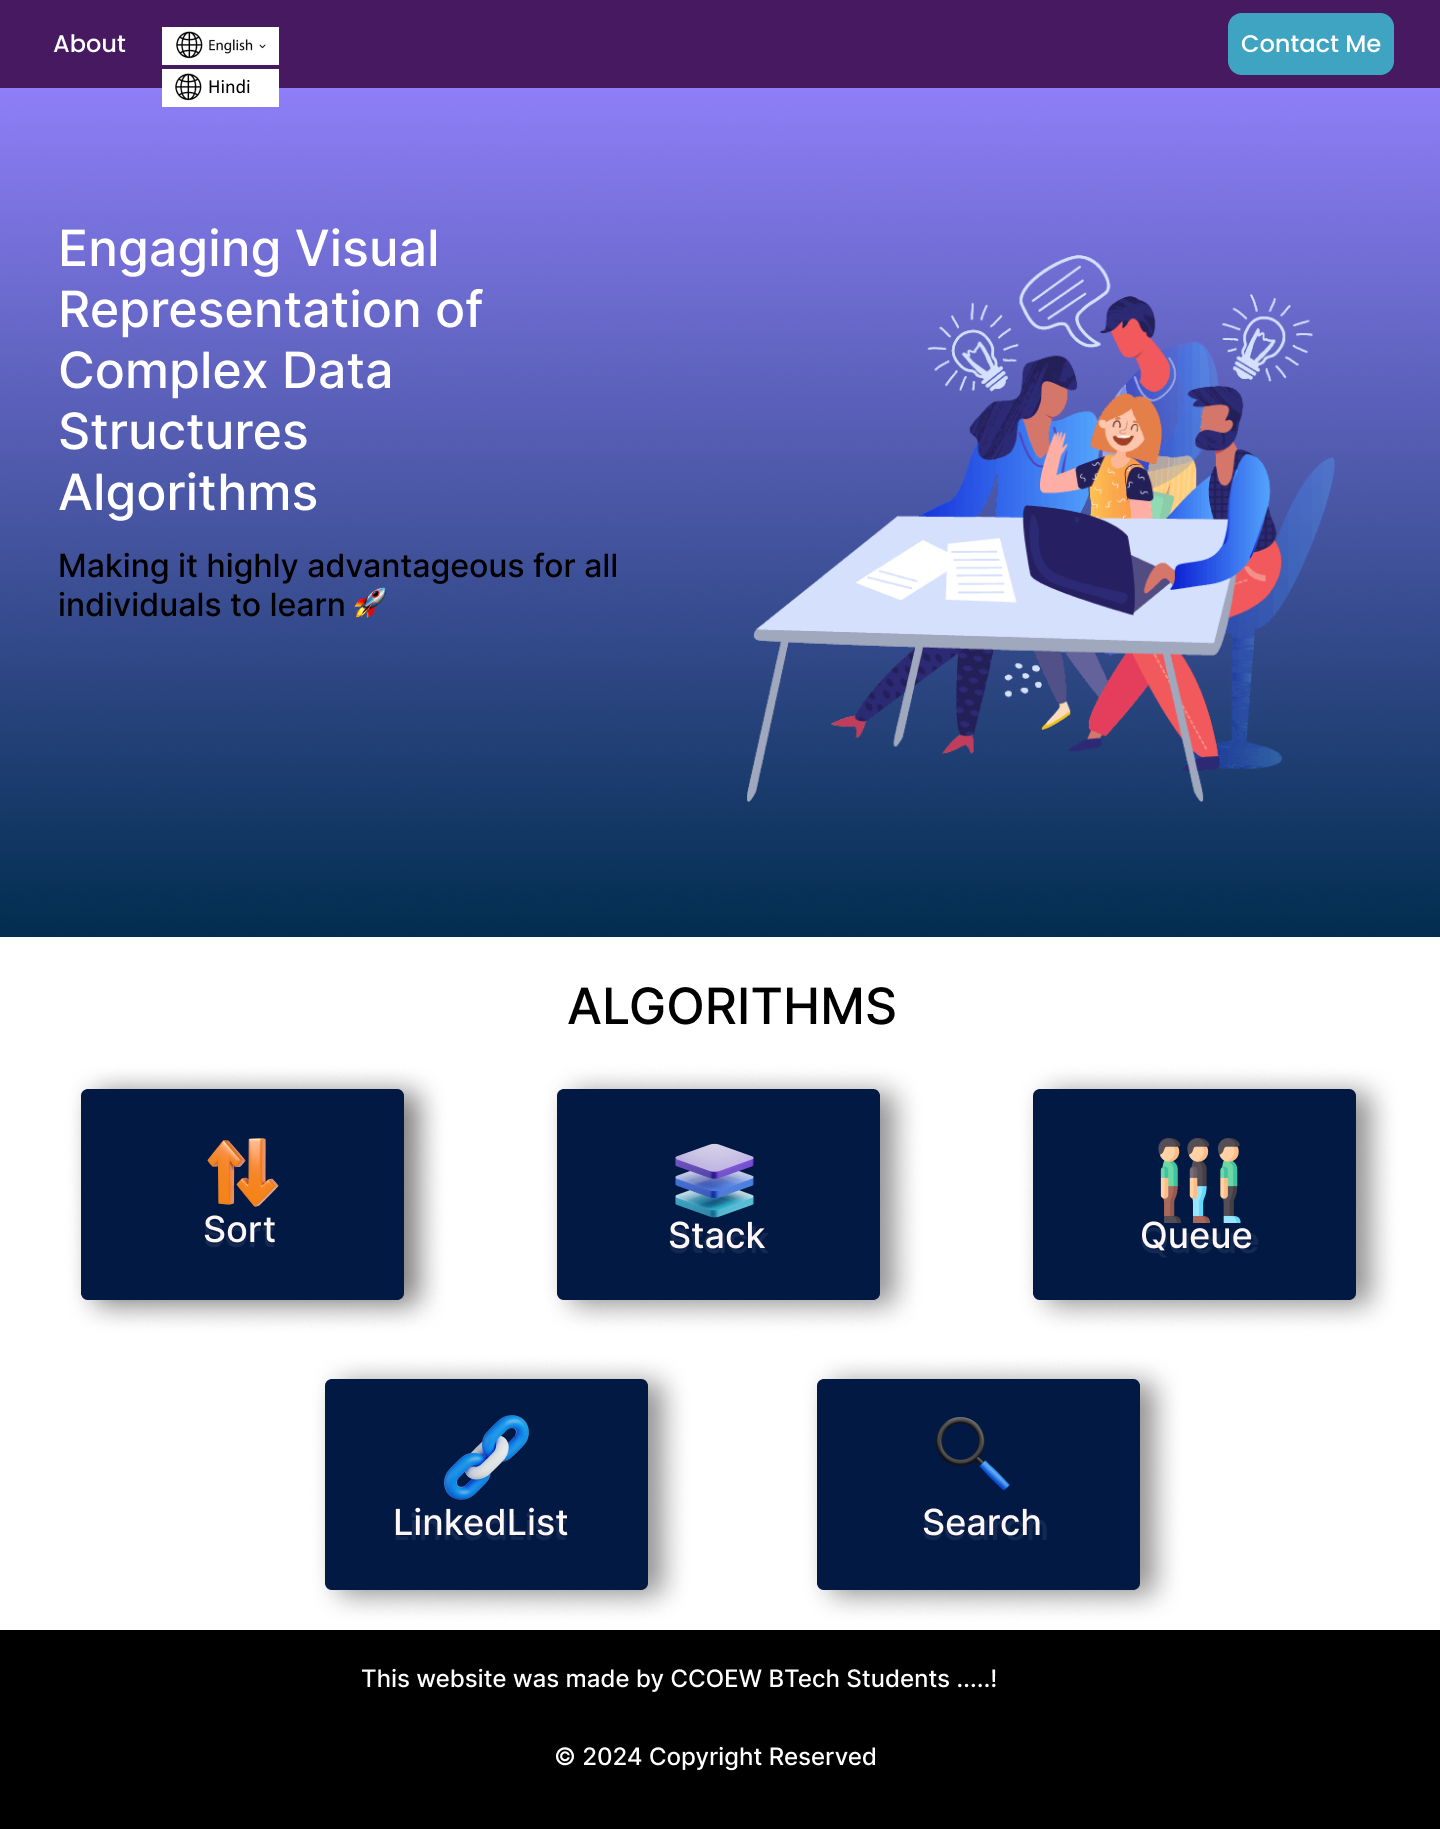 About
English
Hindi
Contact Me
Engaging Visual
Representation of
Complex Data
Structures
Algorithms
Making it highly advantageous for all
individuals to learn 🚀
ALGORITHMS
Sort
Stack
Queue
LinkedList
Search
This website was made by CCOEW BTech Students .....!
© 2024 Copyright Reserved